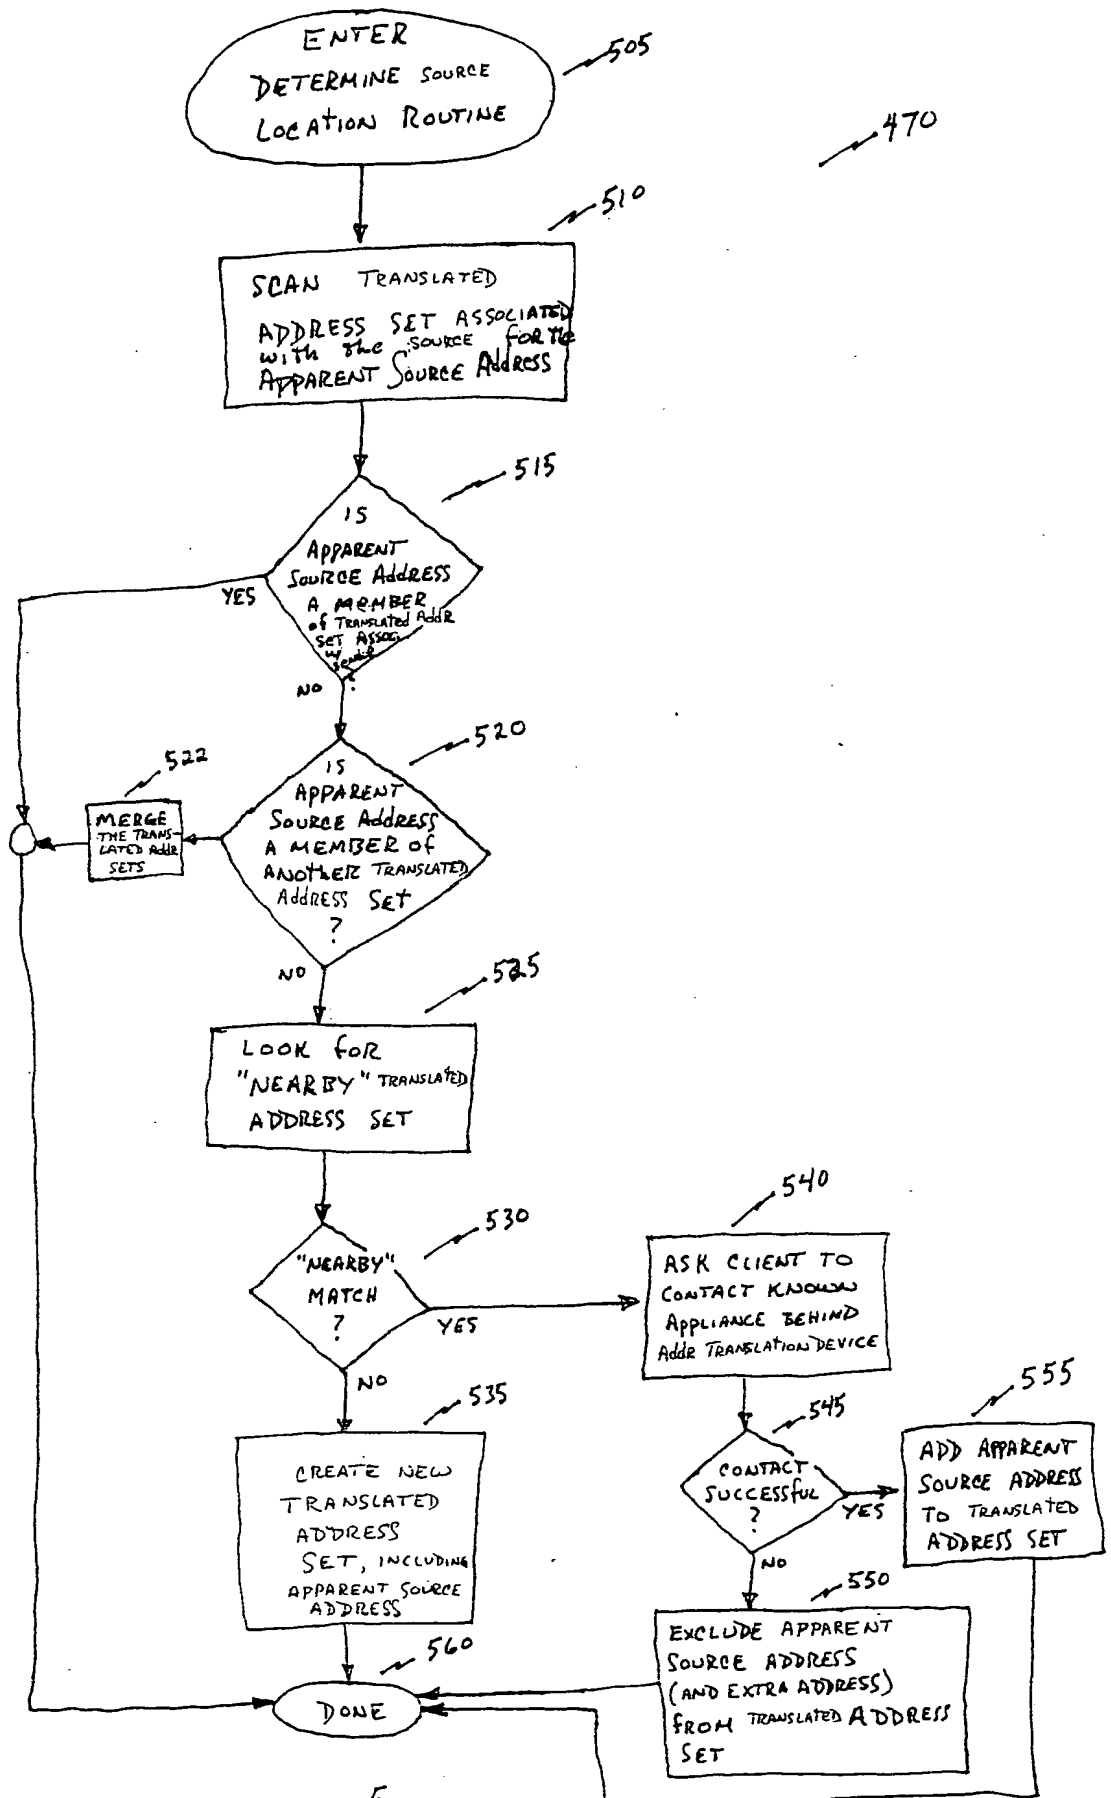 ENTER
DETERMINE SOURCE
LOCATION ROUTINE
505
470
510
SCAN TRANSLATED
ADDRESS SET ASSOCIATED
with the SOURCE FOR THE
APPARENT SOURCE ADDRESS
515
IS
APPARENT
SOURCE ADDRESS
A MEMBER
of TRANSLATED Addr
SET ASSOC.
w
?
YES
NO
520
IS
APPARENT
SOURCE Address
A MEMBER of
ANOTHER TRANSLATED
Address SET
?
522
MERGE
THE TRANS-
LATED Addr
SETS
NO
525
LOOK for
"NEARBY" TRANSLATED
ADDRESS SET
530
"NEARBY"
MATCH
?
YES
NO
540
ASK CLIENT TO
CONTACT KNOWN
APPLIANCE BEHIND
Addr TRANSLATION DEVICE
535
CREATE NEW
TRANSLATED
ADDRESS
SET, INCLUDING
APPARENT SOURCE
ADDRESS
545
CONTACT
SUCCESSFUL
?
YES
NO
555
ADD APPARENT
SOURCE ADDRESS
TO TRANSLATED
ADDRESS SET
550
EXCLUDE APPARENT
SOURCE ADDRESS
(AND EXTRA ADDRESS)
FROM TRANSLATED ADDRESS
SET
560
DONE